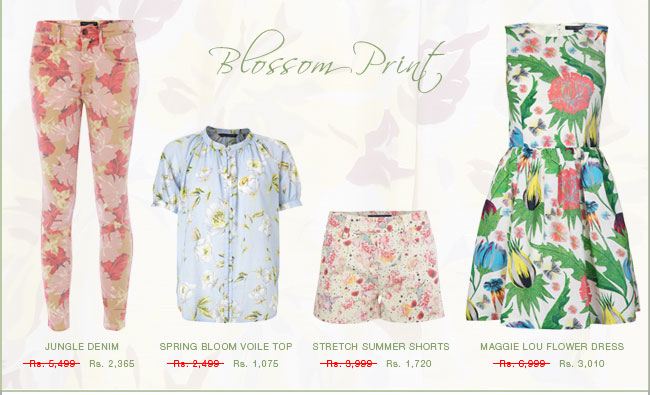 Blossom Print
JUNGLE DENIM
Rs. 5,499 Rs. 2,365
SPRING BLOOM VOILE TOP
Rs. 2,499 Rs. 1,075
STRETCH SUMMER SHORTS
Rs. 3,999 Rs. 1,720
MAGGIE LOU FLOWER DRESS
Rs. 6,999 Rs. 3,010